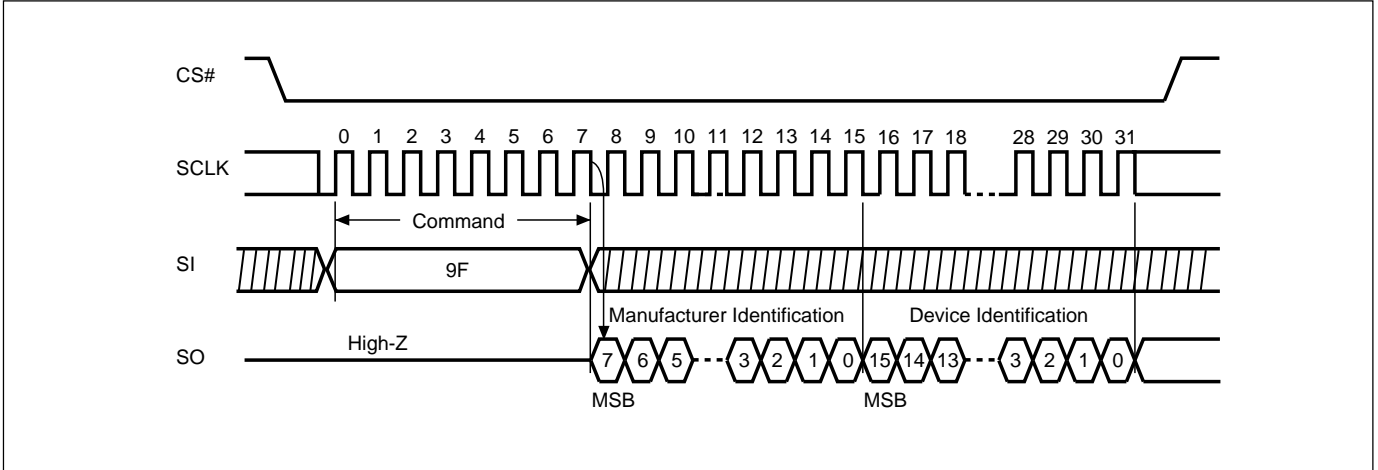 CS#
0 1 2 3 4 5 6 7 8 9 10 11 12 13 14 15 16 17 18 28 29 30 31
SCLK
Command
SI
9F
Manufacturer Identification Device Identification
High-Z
SO
7 6 5 3 2 1 0 15 14 13 3 2 1 0
MSB MSB